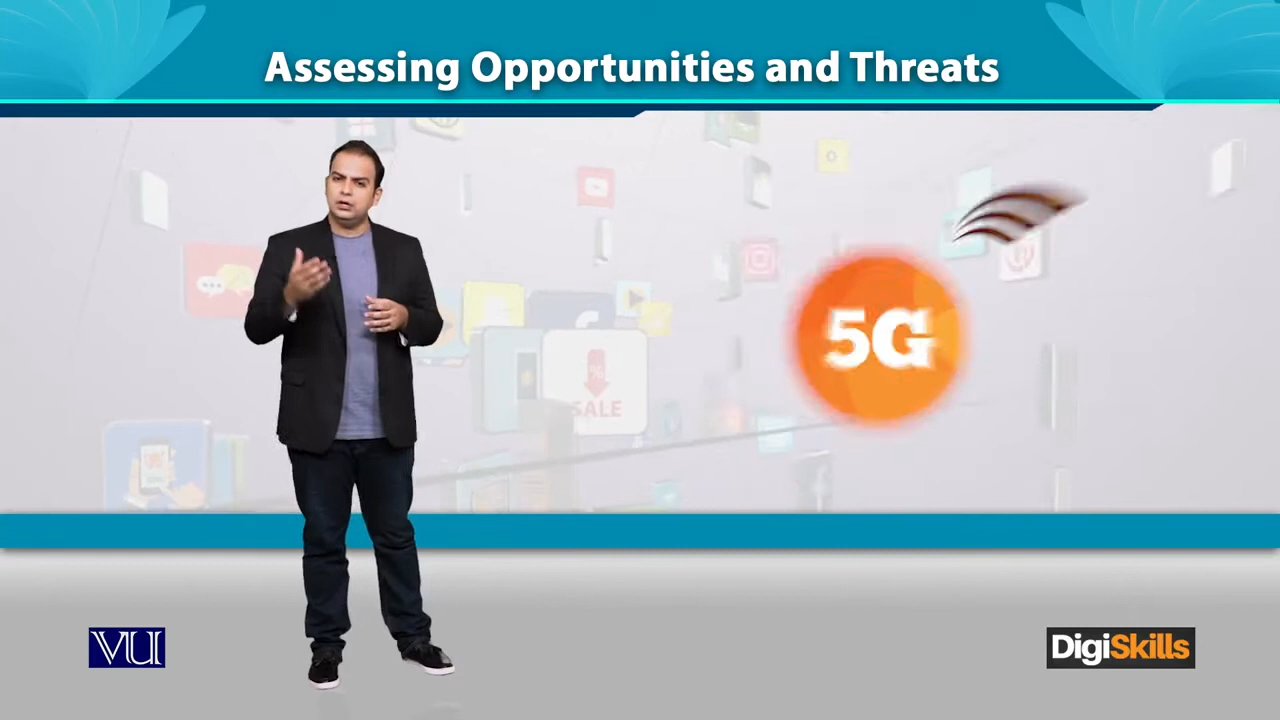 Assessing Opportunities and Threats
5G
%
SALE
VU
DigiSkills